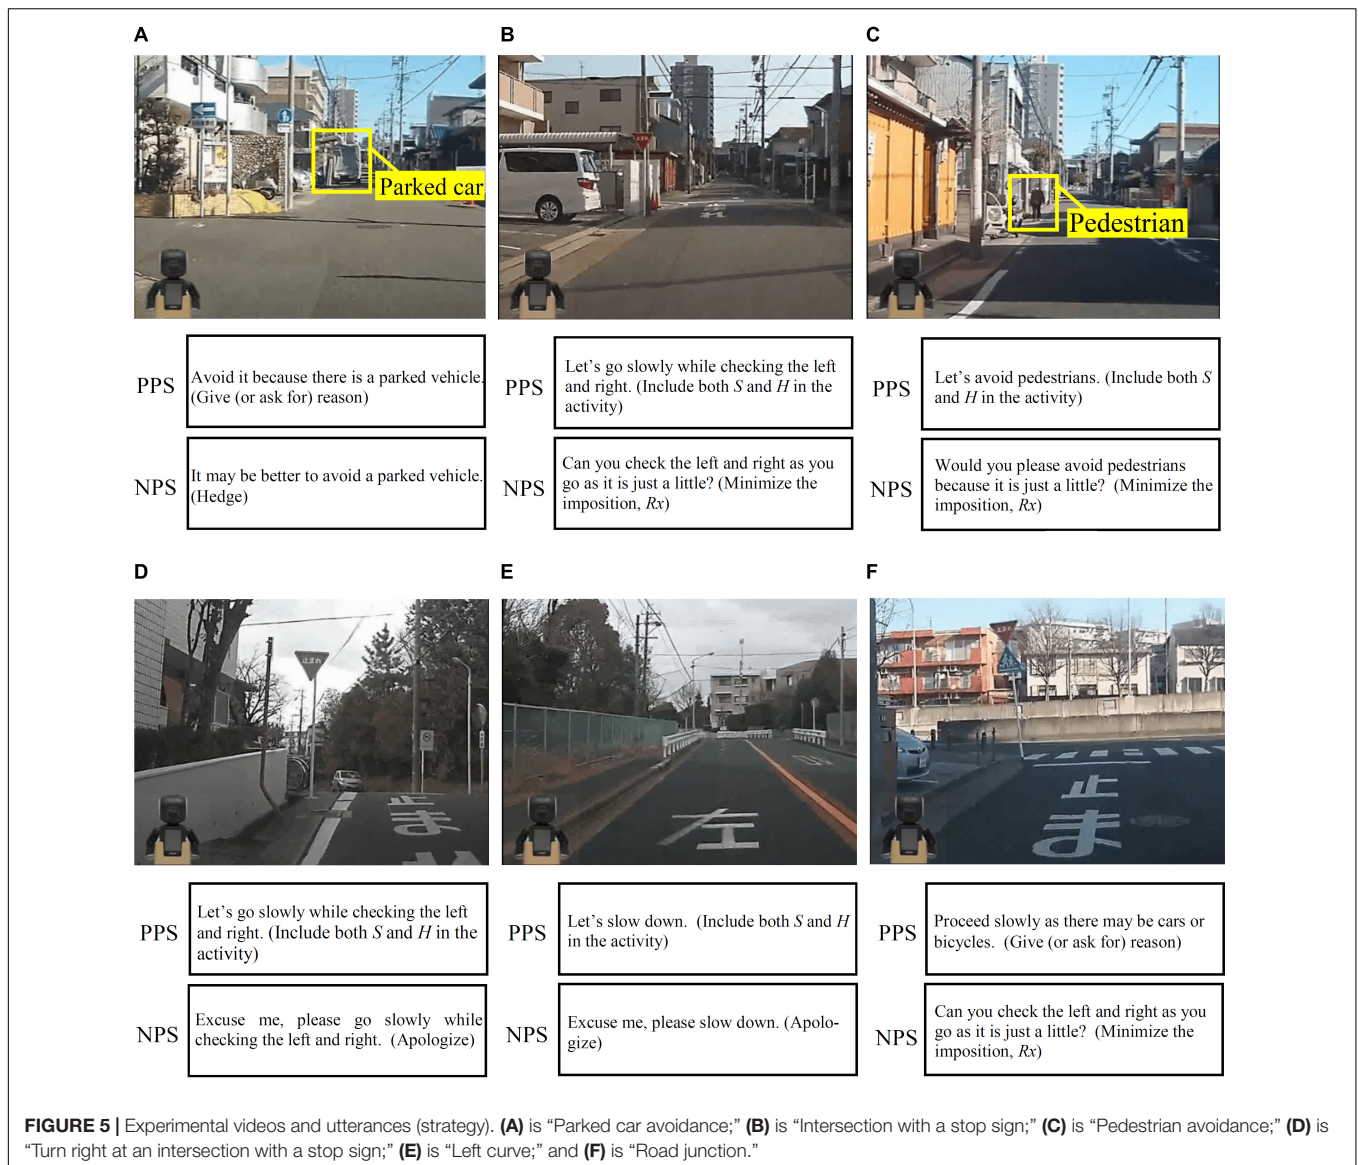 A
B
C
Parked car
止まれ
Pedestrian
PPS
Avoid it because there is a parked vehicle.
(Give (or ask for) reason)
PPS
Let's go slowly while checking the left
and right. (Include both S and H in the
activity)
PPS
Let's avoid pedestrians. (Include both S
and H in the activity)
NPS
It may be better to avoid a parked vehicle.
(Hedge)
NPS
Can you check the left and right as you
go as it is just a little? (Minimize the
imposition, Rx)
NPS
Would you please avoid pedestrians
because it is just a little? (Minimize the
imposition, Rx)
D
E
F
止まれ
止ま
止ま
PPS
Let's go slowly while checking the left
and right. (Include both S and H in the
activity)
PPS
Let's slow down. (Include both S and H
in the activity)
PPS
Proceed slowly as there may be cars or
bicycles. (Give (or ask for) reason)
NPS
Excuse me, please go slowly while
checking the left and right. (Apologize)
NPS
Excuse me, please slow down. (Apolo-
gize)
NPS
Can you check the left and right as you
go as it is just a little? (Minimize the
imposition, Rx)
FIGURE 5 | Experimental videos and utterances (strategy). (A) is “Parked car avoidance;” (B) is “Intersection with a stop sign;” (C) is “Pedestrian avoidance;” (D) is
“Turn right at an intersection with a stop sign;” (E) is “Left curve;” and (F) is “Road junction.”